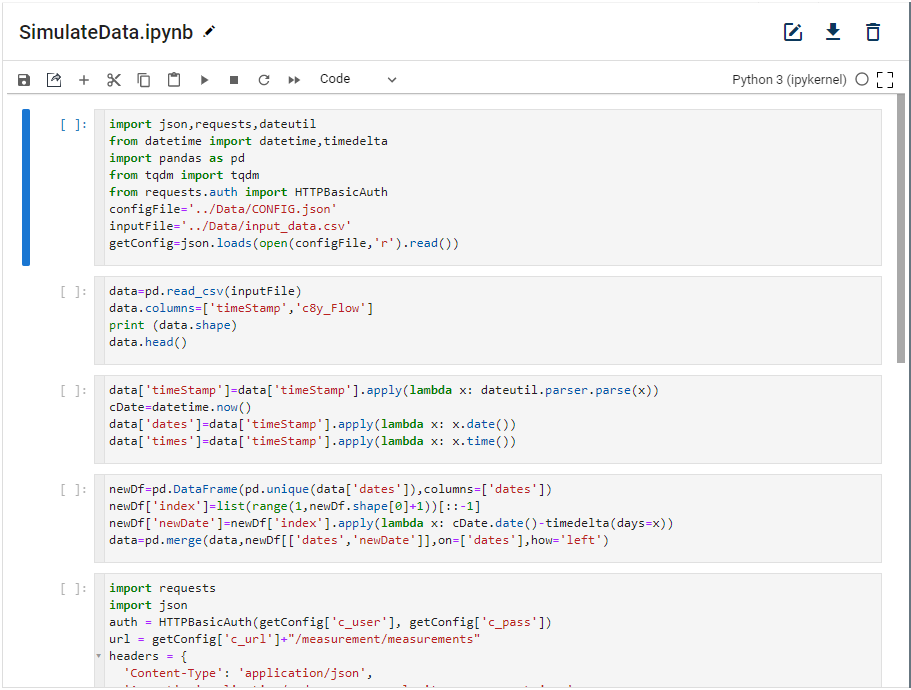 SimulateData.ipynb
Code
Python 3 (ipykernel)
[ ]:
import json,requests,dateutil
from datetime import datetime,timedelta
import pandas as pd
from tqdm import tqdm
from requests.auth import HTTPBasicAuth
configFile='../Data/CONFIG.json'
inputFile='../Data/input_data.csv'
getConfig=json.loads(open(configFile,'r').read())
[ ]:
data=pd.read_csv(inputFile)
data.columns=['timeStamp','c8y_Flow']
print (data.shape)
data.head()
[ ]:
data['timeStamp']=data['timeStamp'].apply(lambda x: dateutil.parser.parse(x))
cDate=datetime.now()
data['dates']=data['timeStamp'].apply(lambda x: x.date())
data['times']=data['timeStamp'].apply(lambda x: x.time())
[ ]:
newDf=pd.DataFrame(pd.unique(data['dates']),columns=['dates'])
newDf['index']=list(range(1,newDf.shape[0]+1))[::-1]
newDf['newDate']=newDf['index'].apply(lambda x: cDate.date()-timedelta(days=x))
data=pd.merge(data,newDf[['dates','newDate']],on=['dates'],how='left')
[ ]:
import requests
import json
auth = HTTPBasicAuth(getConfig['c_user'], getConfig['c_pass'])
url = getConfig['c_url']+"/measurement/measurements"
headers = {
'Content-Type': 'application/json',